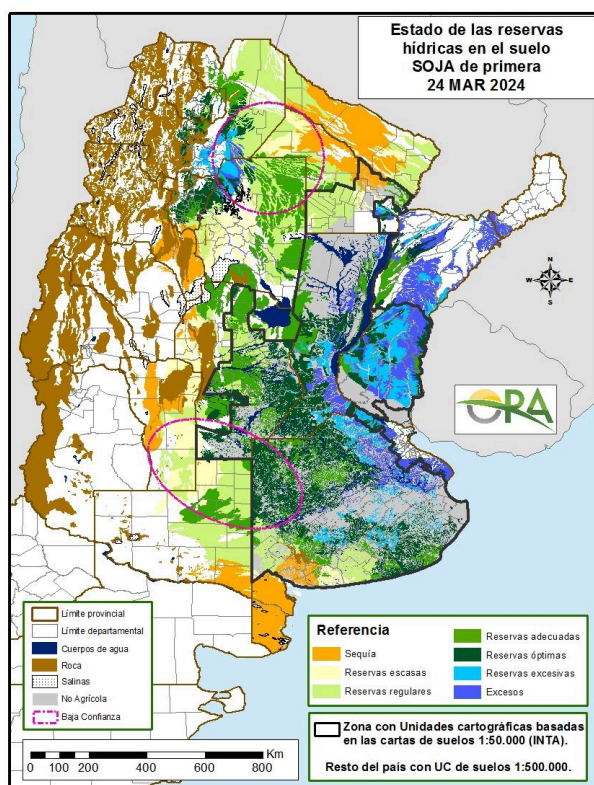 Estado de las reservas
hídricas en el suelo
SOJA de primera
24 MAR 2024
N
W
E
S
ORA
Límite provincial
Límite departamental
Cuerpos de agua
Roca
Salinas
No Agrícola
Baja Confianza
Referencia
Sequía
Reservas escasas
Reservas regulares
Reservas adecuadas
Reservas óptimas
Reservas excesivas
Excesos
Zona con Unidades cartográficas basadas
en las cartas de suelos 1:50.000 (INTA).
Resto del país con UC de suelos 1:500.000.
Km
0 100 200 400 600 800